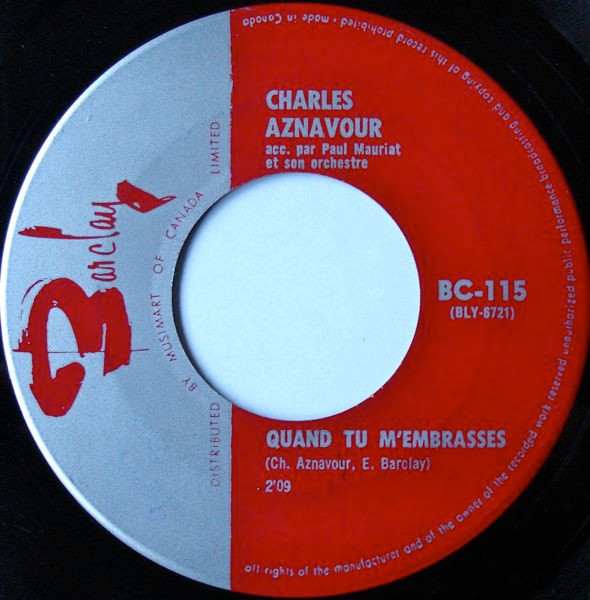 Barclay
DISTRIBUTED BY MUSIMART OF CANADA LIMITED
CHARLES
AZNAVOUR
acc. par Paul Mauriat
et son orchestre
BC-115
(BLY-6721)
QUAND TU M'EMBRASSES
(Ch. Aznavour, E. Barclay)
2'09
all rights of the manufacturer and of the owner of the recorded work reserved unauthorized public performance broadcasting and copying of this record prohibited - made in Canada